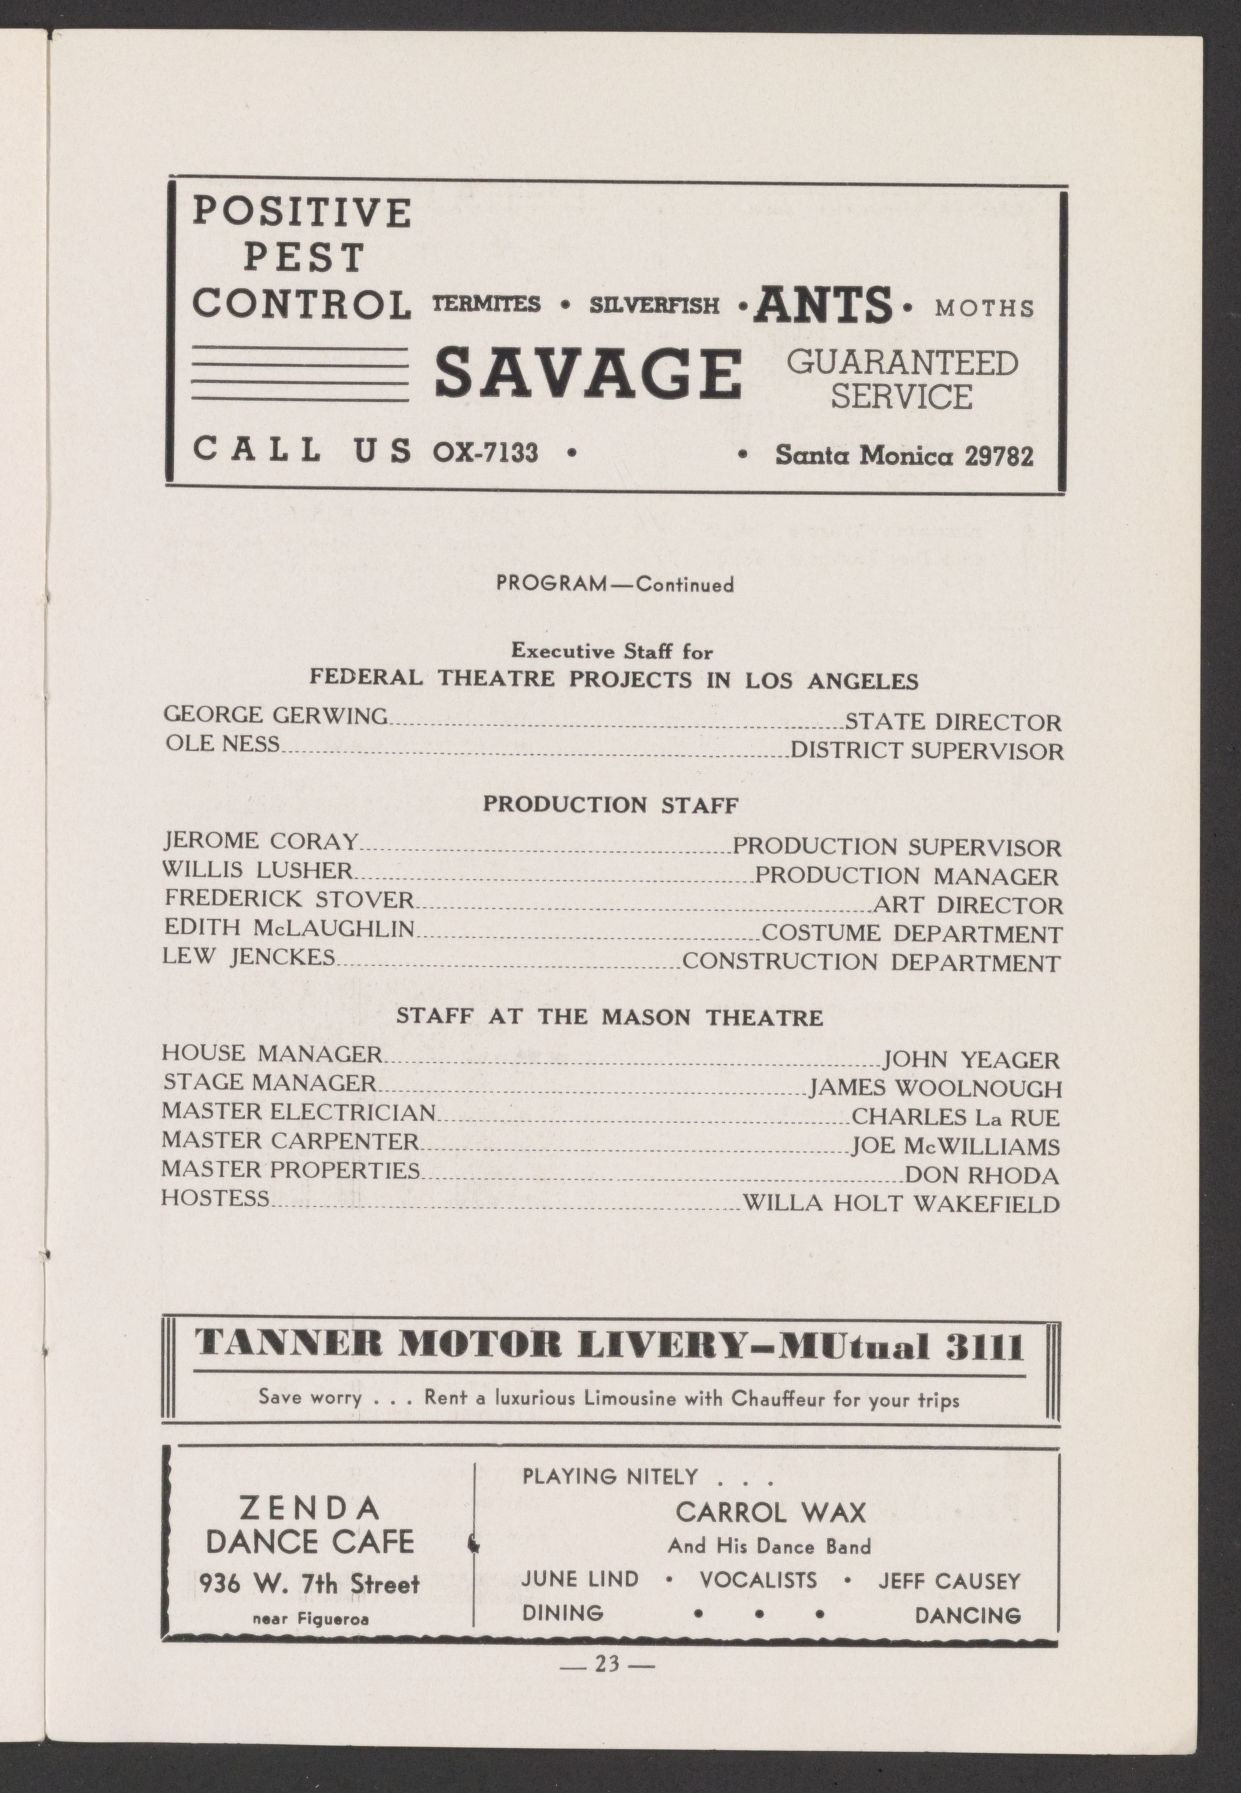 POSITIVE
PEST
CONTROL TERMITES • SILVERFISH • ANTS • MOTHS
SAVAGE GUARANTEED
SERVICE
CALL US OX-7133 • • Santa Monica 29782
PROGRAM—Continued
Executive Staff for
FEDERAL THEATRE PROJECTS IN LOS ANGELES
GEORGE GERWING STATE DIRECTOR
OLE NESS DISTRICT SUPERVISOR
PRODUCTION STAFF
JEROME CORAY PRODUCTION SUPERVISOR
WILLIS LUSHER PRODUCTION MANAGER
FREDERICK STOVER ART DIRECTOR
EDITH McLAUGHLIN COSTUME DEPARTMENT
LEW JENCKES CONSTRUCTION DEPARTMENT
STAFF AT THE MASON THEATRE
HOUSE MANAGER JOHN YEAGER
STAGE MANAGER JAMES WOOLNOUGH
MASTER ELECTRICIAN CHARLES La RUE
MASTER CARPENTER JOE McWILLIAMS
MASTER PROPERTIES DON RHODA
HOSTESS WILLA HOLT WAKEFIELD
TANNER MOTOR LIVERY—MUtual 3111
Save worry . . . Rent a luxurious Limousine with Chauffeur for your trips
ZENDA
DANCE CAFE
936 W. 7th Street
near Figueroa
PLAYING NITELY . . .
CARROL WAX
And His Dance Band
JUNE LIND • VOCALISTS • JEFF CAUSEY
DINING • • • DANCING
— 23 —